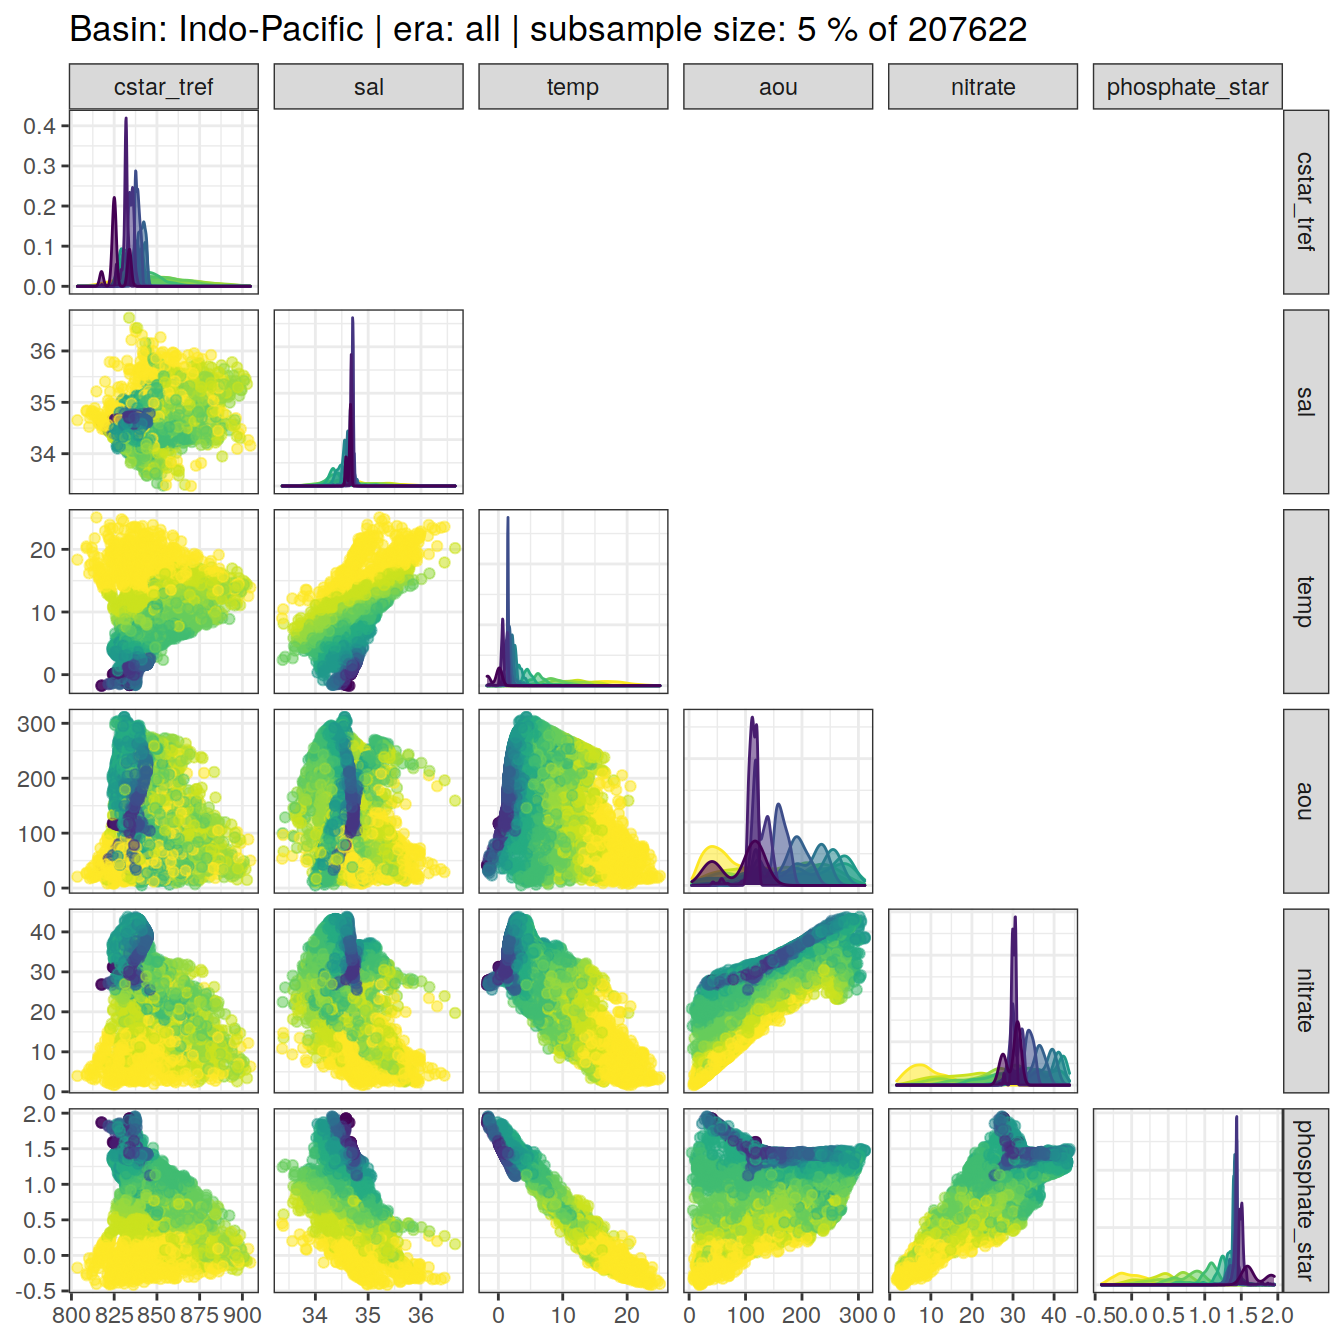 Basin: Indo-Pacific | era: all | subsample size: 5 % of 207622
cstar_tref sal temp aou nitrate phosphate_star
0.4
0.3
0.2
0.1
0.0
cstar_tref
36
35
34
sal
20
10
0
temp
300
200
100
0
aou
40
30
20
10
0
nitrate
2.0
1.5
1.0
0.5
0.0
-0.5
phosphate_star
800 825 850 875 900 34 35 36 0 10 20 0 100 200 300 0 10 20 30 40 -0.5 0.0 0.5 1.0 1.5 2.0